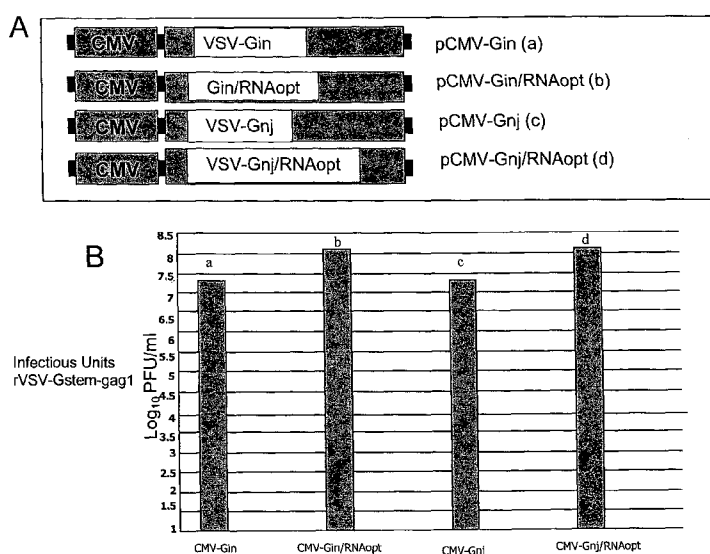 A
CMV VSV-Gin pCMV-Gin (a)
CMV Gin/RNAopt pCMV-Gin/RNAopt (b)
CMV VSV-Gnj pCMV-Gnj (c)
CMV VSV-Gnj/RNAopt pCMV-Gnj/RNAopt (d)
B
Infectious Units
rVSV-Gstem-gag1
Log10 PFU/ml
8.5
8
7.5
7
6.5
6
5.5
5
4.5
4
3.5
3
2.5
2
1.5
1
a
b
c
d
CMV-Gin CMV-Gin/RNAopt CMV-Gnj CMV-Gnj/RNAopt